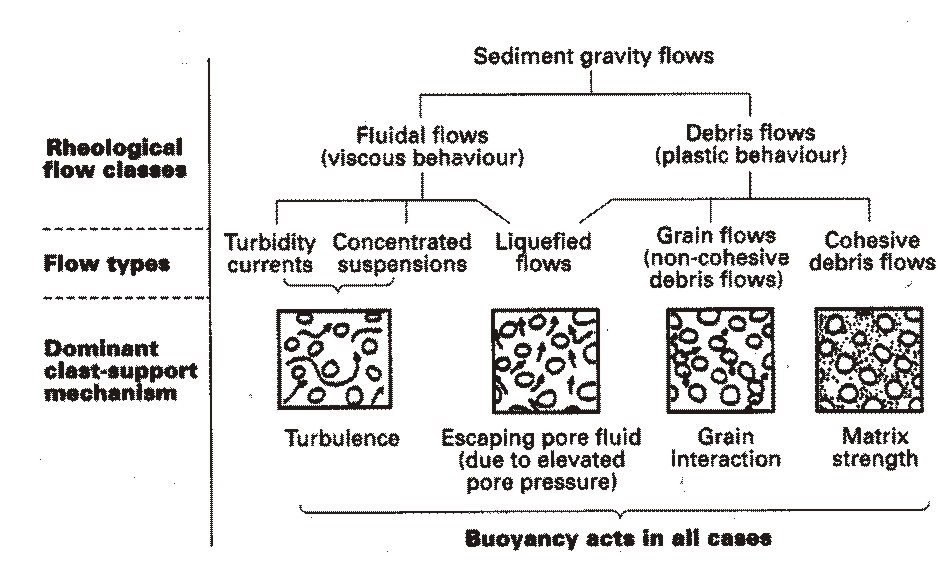 Sediment gravity flows
Rheological
flow classes
Fluidal flows
(viscous behaviour)
Debris flows
(plastic behaviour)
Flow types
Turbidity
currents
Concentrated
suspensions
Liquefied
flows
Grain flows
(non-cohesive
debris flows)
Cohesive
debris flows
Dominant
clast-support
mechanism
Turbulence
Escaping pore fluid
(due to elevated
pore pressure)
Grain
interaction
Matrix
strength
Buoyancy acts in all cases